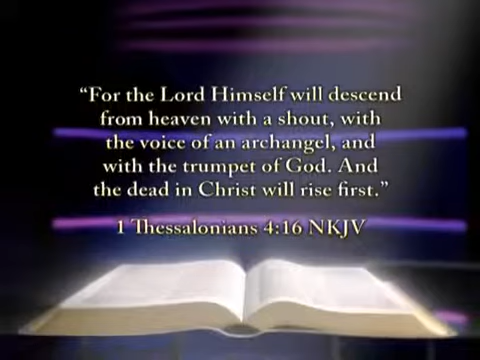 “For the Lord Himself will descend
from heaven with a shout, with
the voice of an archangel, and
with the trumpet of God. And
the dead in Christ will rise first.”
1 Thessalonians 4:16 NKJV